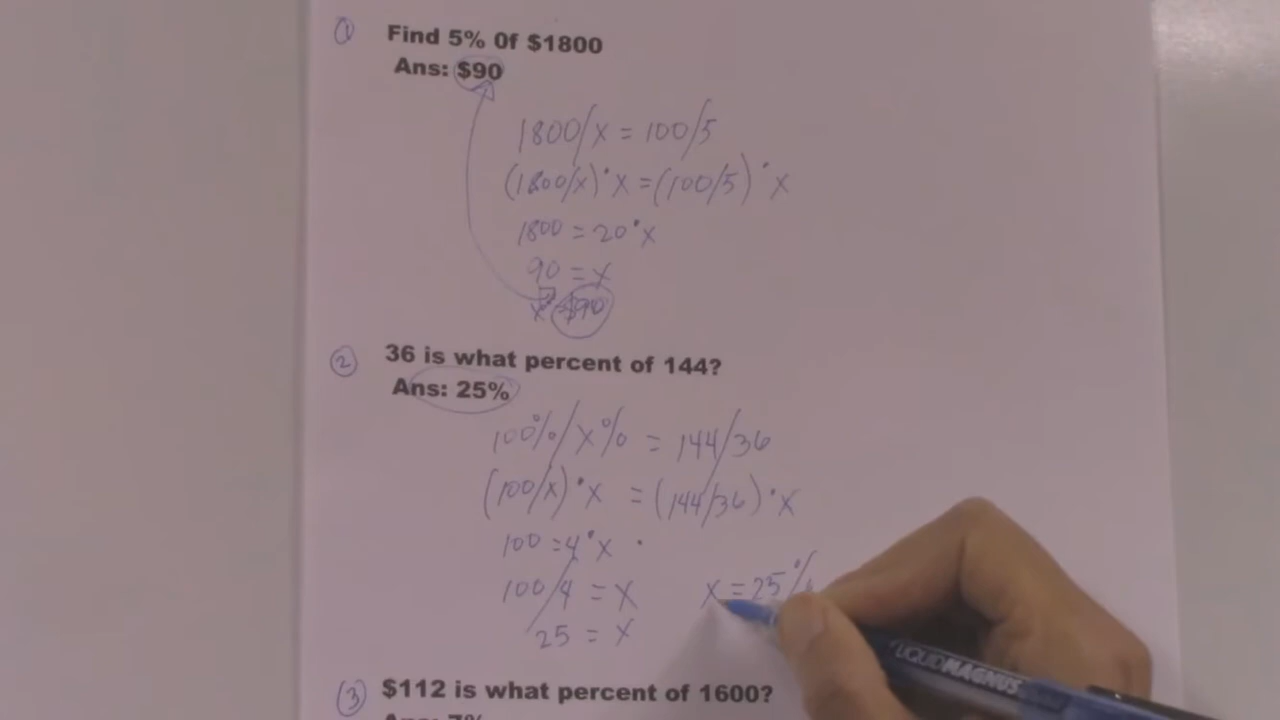 ① Find 5% 0f $1800
Ans: $90
1800/x = 100/5
(1800/x)•x = (100/5)•x
1800 = 20•x
90 = x
x = $90
② 36 is what percent of 144?
Ans: 25%
100%/x% = 144/36
(100/x)•x = (144/36)•x
100 = 4•x •
100/4 = x x = 25%
25 = x
③ $112 is what percent of 1600?
Ans: 7%
LIQUIDMAGNUS